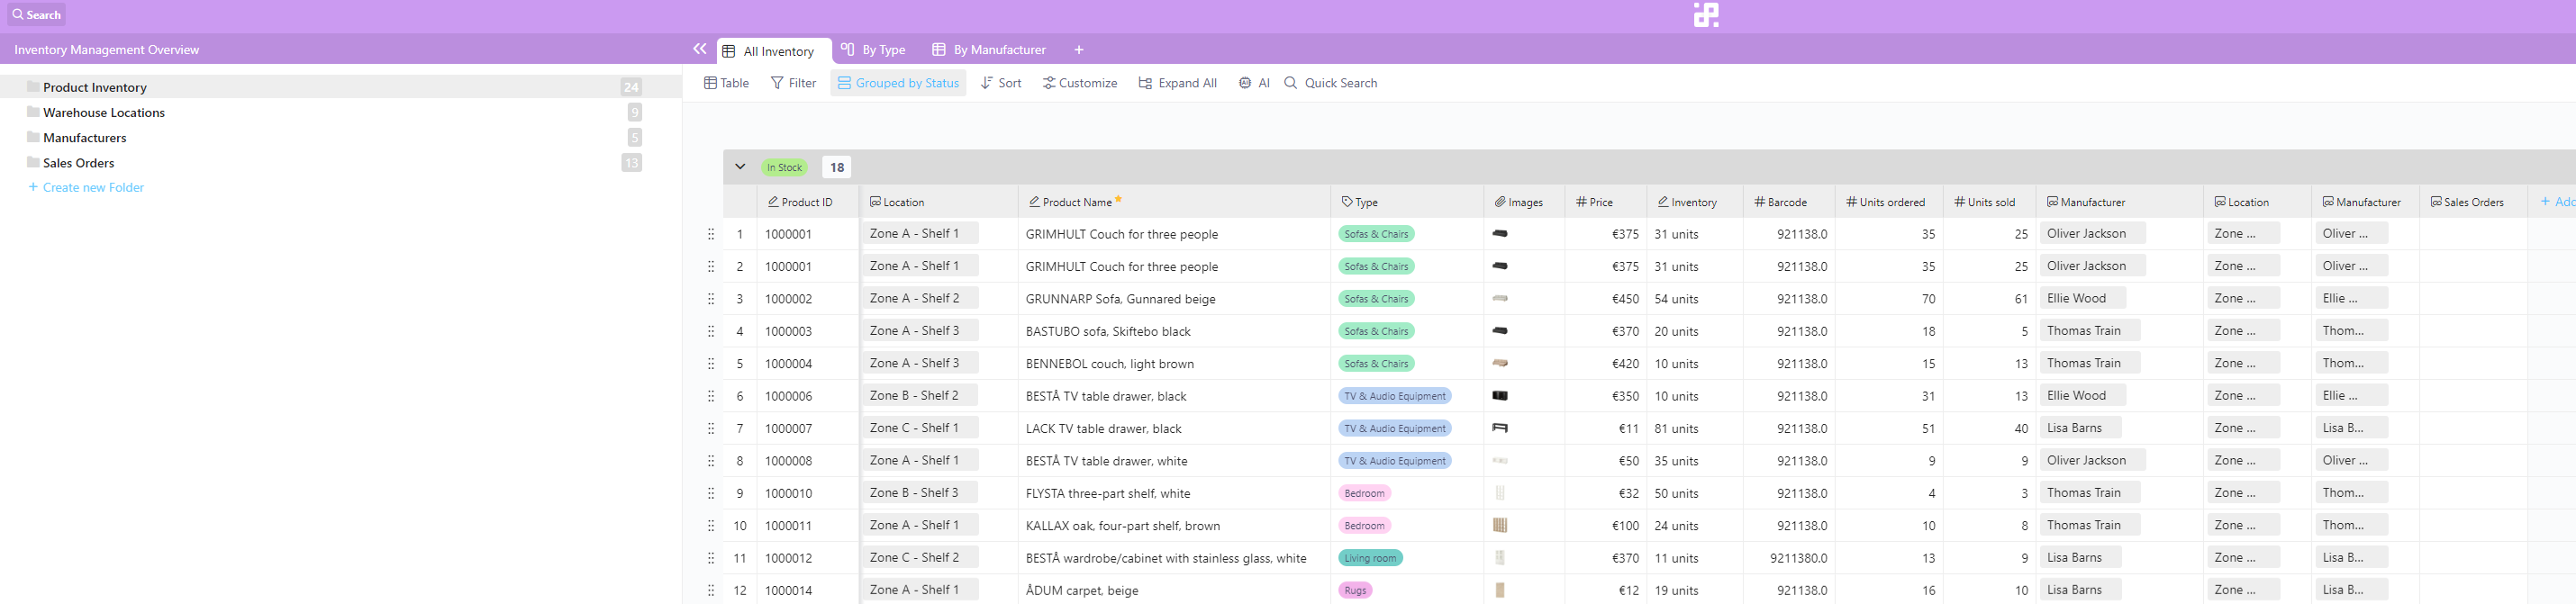 Search
Inventory Management Overview
All Inventory By Type By Manufacturer +
Product Inventory 24
Warehouse Locations 9
Manufacturers 5
Sales Orders 13
+ Create new Folder
Table Filter Grouped by Status Sort Customize Expand All AI Quick Search
In Stock 18
Product ID Location Product Name Type Images # Price Inventory # Barcode # Units ordered # Units sold Manufacturer Location Manufacturer Sales Orders + Add
1 1000001 Zone A - Shelf 1 GRIMHULT Couch for three people Sofas & Chairs €375 31 units 921138.0 35 25 Oliver Jackson Zone ... Oliver ...
2 1000001 Zone A - Shelf 1 GRIMHULT Couch for three people Sofas & Chairs €375 31 units 921138.0 35 25 Oliver Jackson Zone ... Oliver ...
3 1000002 Zone A - Shelf 2 GRUNNARP Sofa, Gunnared beige Sofas & Chairs €450 54 units 921138.0 70 61 Ellie Wood Zone ... Ellie ...
4 1000003 Zone A - Shelf 3 BASTUBO sofa, Skiftebo black Sofas & Chairs €370 20 units 921138.0 18 5 Thomas Train Zone ... Thom...
5 1000004 Zone A - Shelf 3 BENNEBOL couch, light brown Sofas & Chairs €420 10 units 921138.0 15 13 Thomas Train Zone ... Thom...
6 1000006 Zone B - Shelf 2 BESTÅ TV table drawer, black TV & Audio Equipment €350 10 units 921138.0 31 13 Ellie Wood Zone ... Ellie ...
7 1000007 Zone C - Shelf 1 LACK TV table drawer, black TV & Audio Equipment €11 81 units 921138.0 51 40 Lisa Barns Zone ... Lisa B...
8 1000008 Zone A - Shelf 1 BESTÅ TV table drawer, white TV & Audio Equipment €50 35 units 921138.0 9 9 Oliver Jackson Zone ... Oliver ...
9 1000010 Zone B - Shelf 3 FLYSTA three-part shelf, white Bedroom €32 50 units 921138.0 4 3 Thomas Train Zone ... Thom...
10 1000011 Zone A - Shelf 1 KALLAX oak, four-part shelf, brown Bedroom €100 24 units 921138.0 10 8 Thomas Train Zone ... Thom...
11 1000012 Zone C - Shelf 2 BESTÅ wardrobe/cabinet with stainless glass, white Living room €370 11 units 9211380.0 13 9 Lisa Barns Zone ... Lisa B...
12 1000014 Zone A - Shelf 1 ÅDUM carpet, beige Rugs €12 19 units 921138.0 16 10 Lisa Barns Zone ... Lisa B...